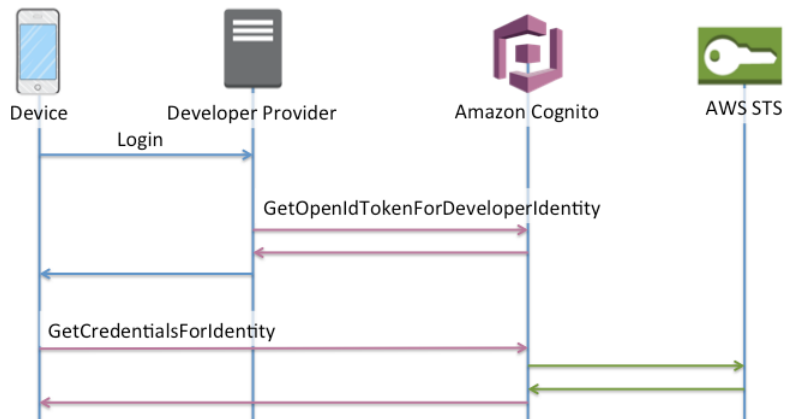 Device
Developer Provider
Amazon Cognito
AWS STS
Login
GetOpenIdTokenForDeveloperIdentity
GetCredentialsForIdentity